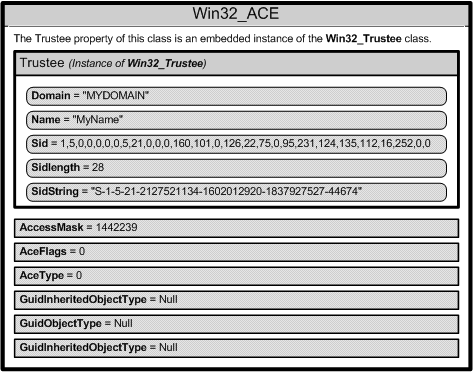 Win32_ACE
The Trustee property of this class is an embedded instance of the Win32_Trustee class.
Trustee (Instance of Win32_Trustee)
Domain = "MYDOMAIN"
Name = "MyName"
Sid = 1,5,0,0,0,0,0,5,21,0,0,0,160,101,0,126,22,75,0,95,231,124,135,112,16,252,0,0
Sidlength = 28
SidString = "S-1-5-21-2127521134-1602012920-1837927527-44674"
AccessMask = 1442239
AceFlags = 0
AceType = 0
GuidInheritedObjectType = Null
GuidObjectType = Null
GuidInheritedObjectType = Null